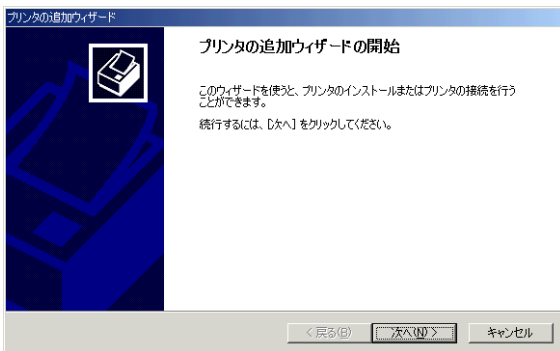 プリンタの追加ウィザード
プリンタの追加ウィザードの開始
このウィザードを使うと、プリンタのインストールまたはプリンタの接続を行う
ことができます。
続行するには、[次へ] をクリックしてください。
< 戻る(B)
次へ(N) >
キャンセル